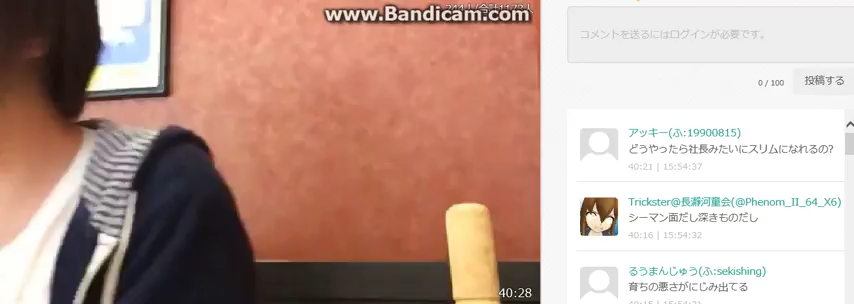 www.Bandicam.com
40:28
コメントを送るにはログインが必要です。
0 / 100
投稿する
アッキー(ふ:19900815)
どうやったら社長みたいにスリムになれるの?
40:21 | 15:54:37
Trickster@長瀞河童会(@Phenom_II_64_X6)
シーマン面だし深きものだし
40:16 | 15:54:32
るうまんじゅう(ふ:sekishing)
育ちの悪さがにじみ出てる